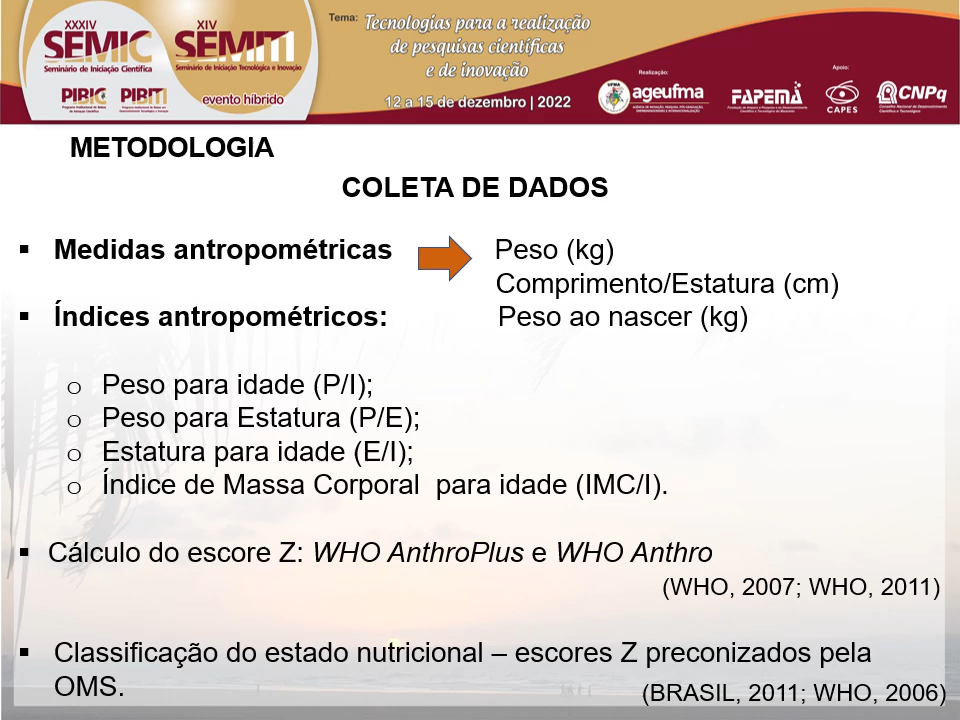 XXXIV
SEMIC
Seminário de Iniciação Científica
PIBIC
XIV
SEMITI
Seminário de Iniciação Tecnológica e Inovação
PIBITI
evento híbrido
Tema:
Tecnologias para a realização
de pesquisas científicas
e de inovação
12 a 15 de dezembro | 2022
Realização:
UFMA
ageufma
Apoio:
FAPEMA
CAPES
CNPq
Conselho Nacional de Desenvolvimento
Científico e Tecnológico
METODOLOGIA
COLETA DE DADOS
▪ Medidas antropométricas
Peso (kg)
Comprimento/Estatura (cm)
▪ Índices antropométricos:
Peso ao nascer (kg)
o Peso para idade (P/I);
o Peso para Estatura (P/E);
o Estatura para idade (E/I);
o Índice de Massa Corporal para idade (IMC/I).
▪ Cálculo do escore Z: WHO AnthroPlus e WHO Anthro
(WHO, 2007; WHO, 2011)
▪ Classificação do estado nutricional – escores Z preconizados pela
OMS.
(BRASIL, 2011; WHO, 2006)